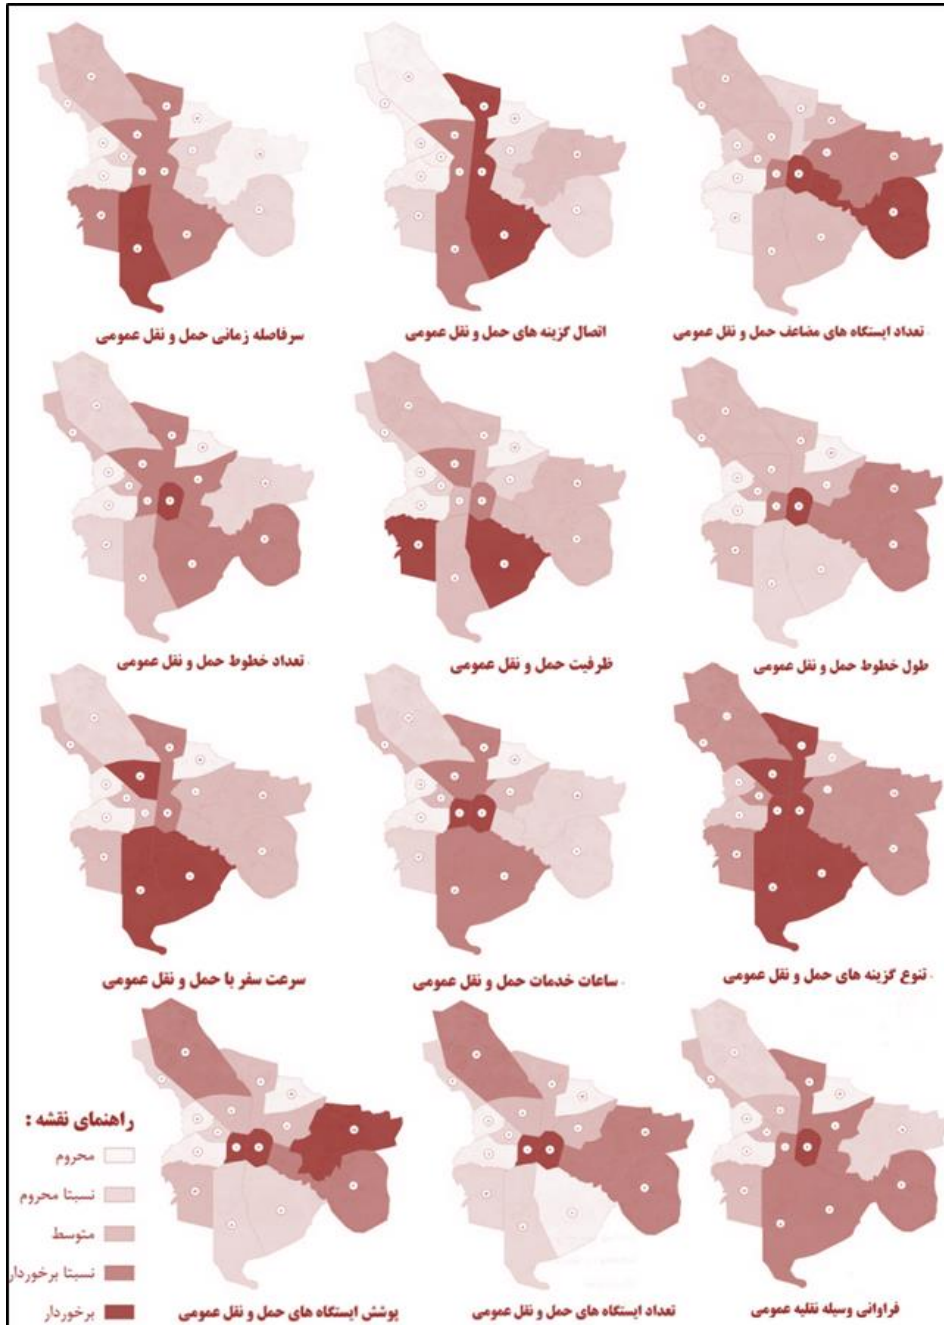 سرفاصله زمانی حمل و نقل عمومی
اتصال گزینه های حمل و نقل عمومی
تعداد ایستگاه های مضاعف حمل و نقل عمومی
تعداد خطوط حمل و نقل عمومی
ظرفیت حمل و نقل عمومی
طول خطوط حمل و نقل عمومی
سرعت سفر با حمل و نقل عمومی
ساعات خدمات حمل و نقل عمومی
تنوع گزینه های حمل و نقل عمومی
راهنمای نقشه :
محروم
نسبتا محروم
متوسط
نسبتا برخوردار
برخوردار
پوشش ایستگاه های حمل و نقل عمومی
تعداد ایستگاه های حمل و نقل عمومی
فراوانی وسیله نقلیه عمومی